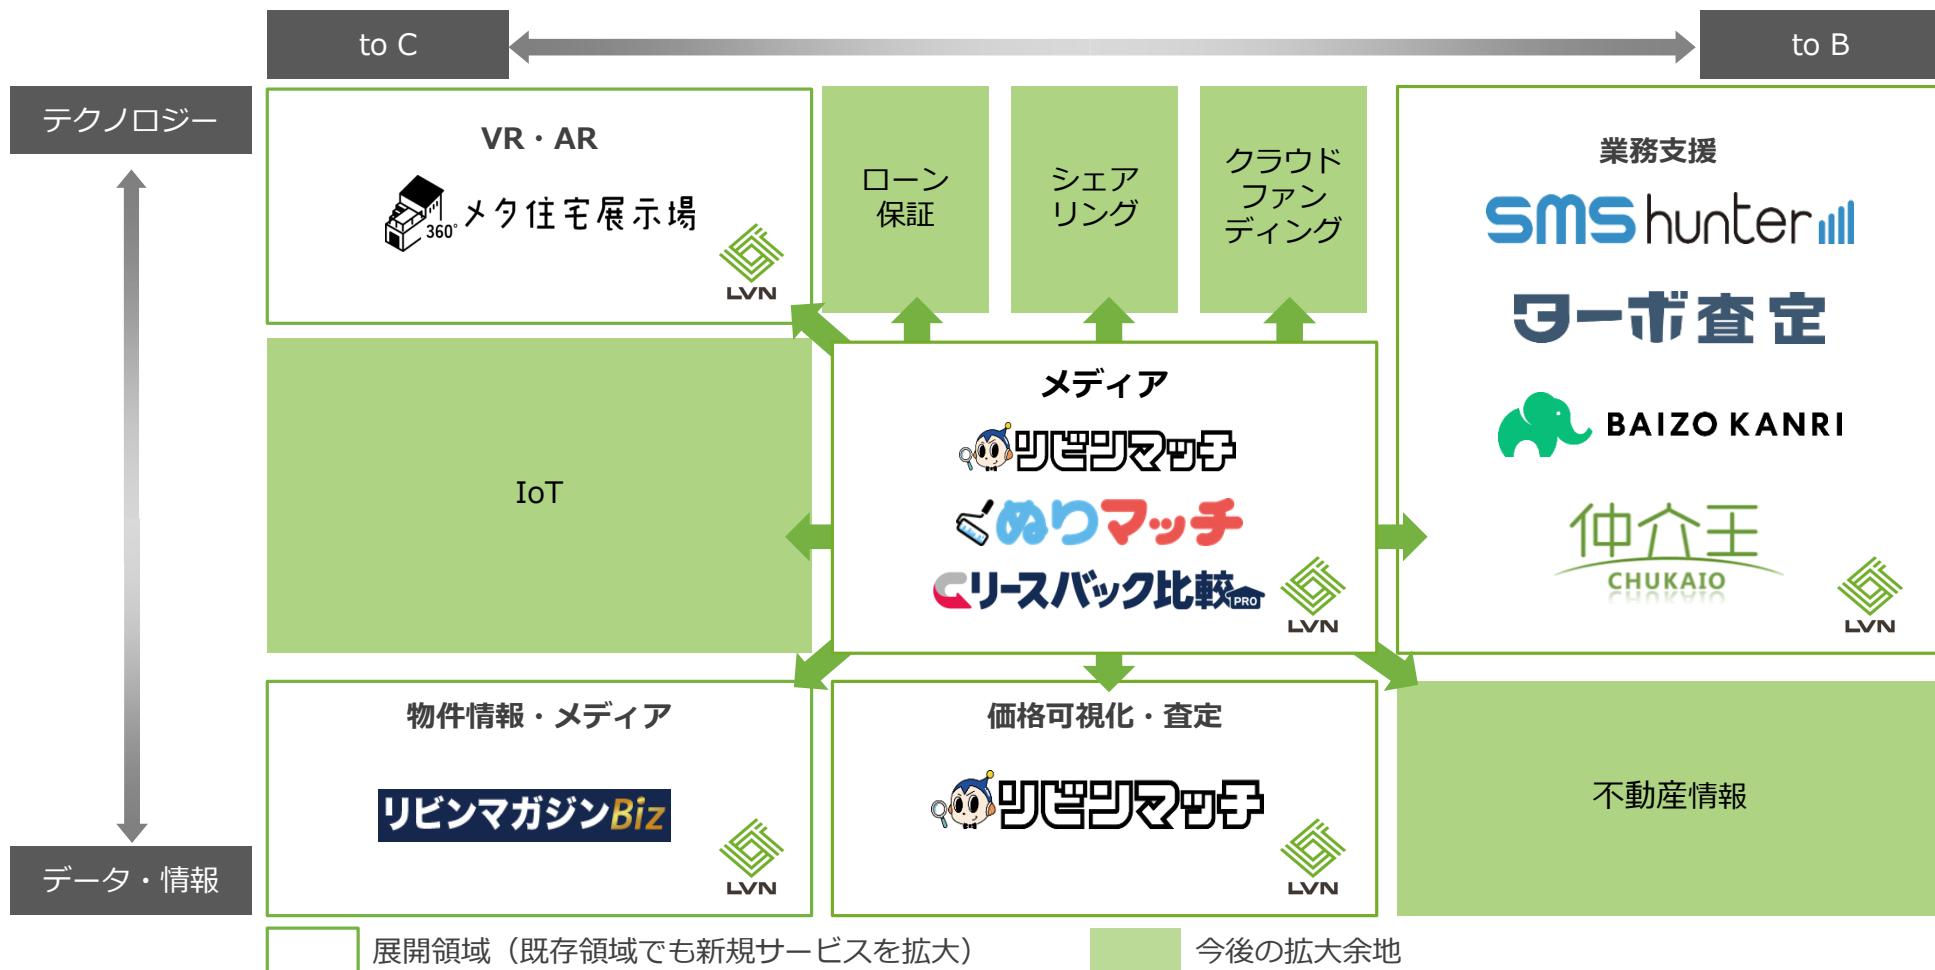 to C
to B
テクノロジー
データ・情報
VR・AR
360°
メタ住宅展示場
LVN
ローン
保証
シェア
リング
クラウド
ファン
ディング
業務支援
SMS hunter
ターボ査定
BAIZO KANRI
仲介王
CHUKAIO
LVN
IoT
メディア
リビンマッチ
ぬりマッチ
リースバック比較PRO
LVN
物件情報・メディア
リビンマガジンBiz
LVN
価格可視化・査定
リビンマッチ
LVN
不動産情報
展開領域（既存領域でも新規サービスを拡大）
今後の拡大余地